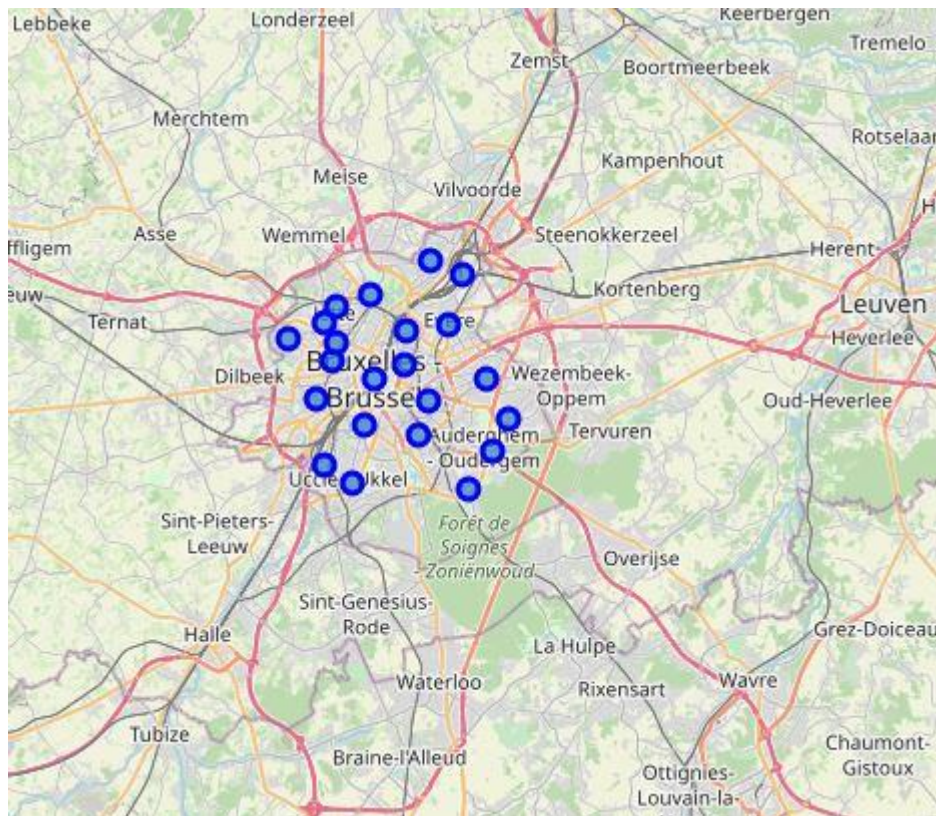 Lebbeke
Londerzeel
Keerbergen
Tremelo
Zemst
Boortmeerbeek
Merchtem
Rotselaar
Kampenhout
Meise
Vilvoorde
H
Asse
Wemmel
Steenokkerzeel
ffligem
Herent
euw
Kortenberg
Leuven
Ternat
Heverlee
Bruxelles -
Brussel
Dilbeek
Wezembeek-
Oppem
Oud-Heverlee
Auderghem
- Oudergem
Tervuren
Ukkel
Sint-Pieters-
Leeuw
Forêt de
Soignes
- Zoniënwoud
Overijse
Sint-Genesius-
Rode
Halle
La Hulpe
Grez-Doiceau
Waterloo
Rixensart
Wavre
Tubize
Braine-l'Alleud
Chaumont-
Gistoux
Ottignies-
Louvain-la-